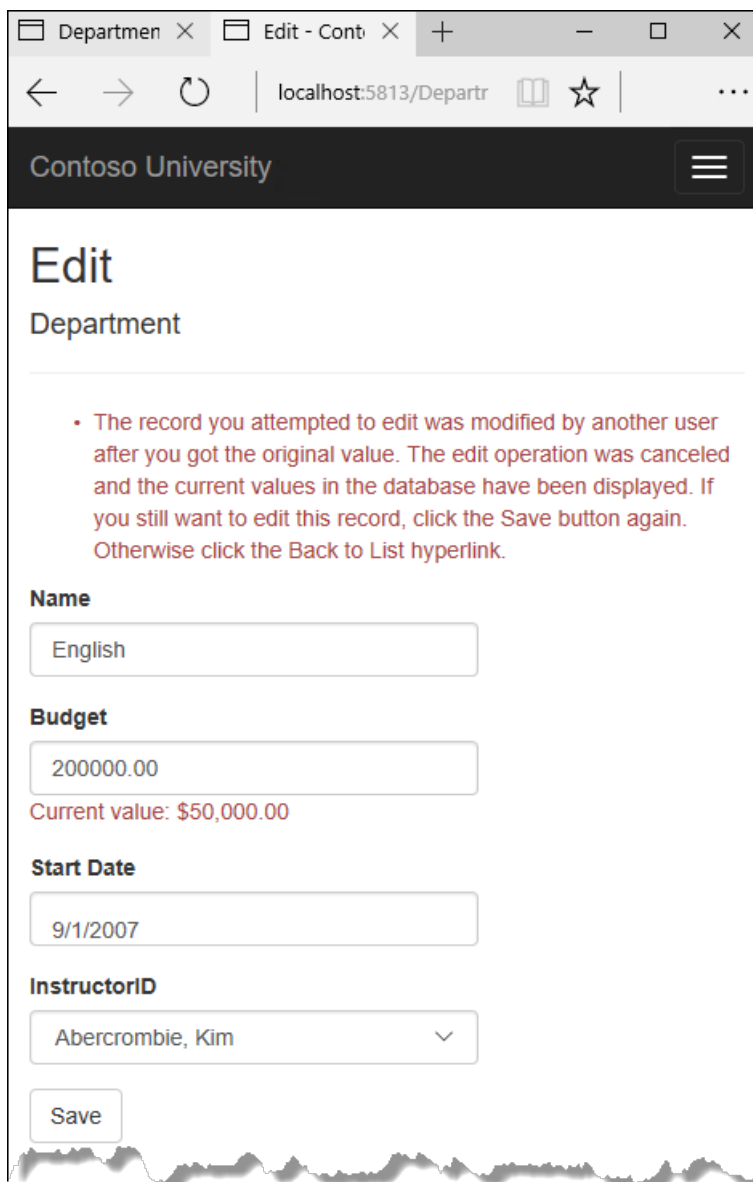 Departmen
Edit - Cont
localhost:5813/Departr
Contoso University
Edit
Department
• The record you attempted to edit was modified by another user
after you got the original value. The edit operation was canceled
and the current values in the database have been displayed. If
you still want to edit this record, click the Save button again.
Otherwise click the Back to List hyperlink.
Name
English
Budget
200000.00
Current value: $50,000.00
Start Date
9/1/2007
InstructorID
Abercrombie, Kim
Save